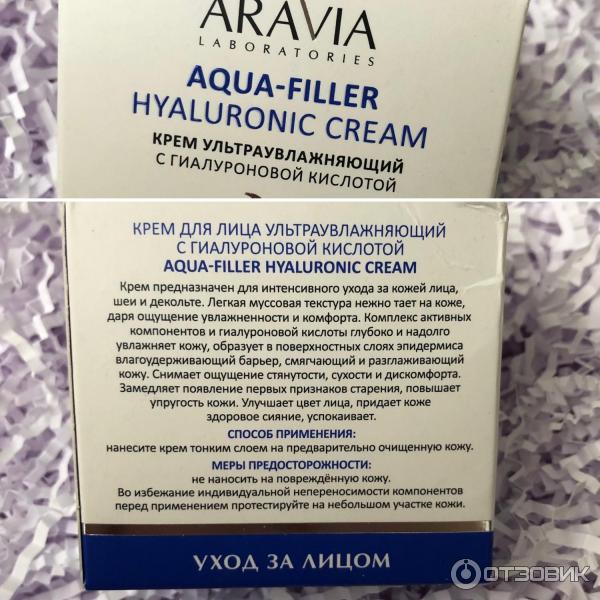 ARAVIA
LABORATORIES
AQUA-FILLER
HYALURONIC CREAM
КРЕМ УЛЬТРАУВЛАЖНЯЮЩИЙ
С ГИАЛУРОНОВОЙ КИСЛОТОЙ
КРЕМ ДЛЯ ЛИЦА УЛЬТРАУВЛАЖНЯЮЩИЙ
С ГИАЛУРОНОВОЙ КИСЛОТОЙ
AQUA-FILLER HYALURONIC CREAM
Крем предназначен для интенсивного ухода за кожей лица,
шеи и декольте. Легкая муссовая текстура нежно тает на коже,
даря ощущение увлажненности и комфорта. Комплекс активных
компонентов и гиалуроновой кислоты глубоко и надолго
увлажняет кожу, образует в поверхностных слоях эпидермиса
влагоудерживающий барьер, смягчающий и разглаживающий
кожу. Снимает ощущение стянутости, сухости и дискомфорта.
Замедляет появление первых признаков старения, повышает
упругость кожи. Улучшает цвет лица, придает коже
здоровое сияние, успокаивает.
СПОСОБ ПРИМЕНЕНИЯ:
нанесите крем тонким слоем на предварительно очищенную кожу.
МЕРЫ ПРЕДОСТОРОЖНОСТИ:
не наносить на повреждённую кожу.
Во избежание индивидуальной непереносимости компонентов
перед применением протестируйте на небольшом участке кожи.
УХОД ЗА ЛИЦОМ
ОТЗОВИК